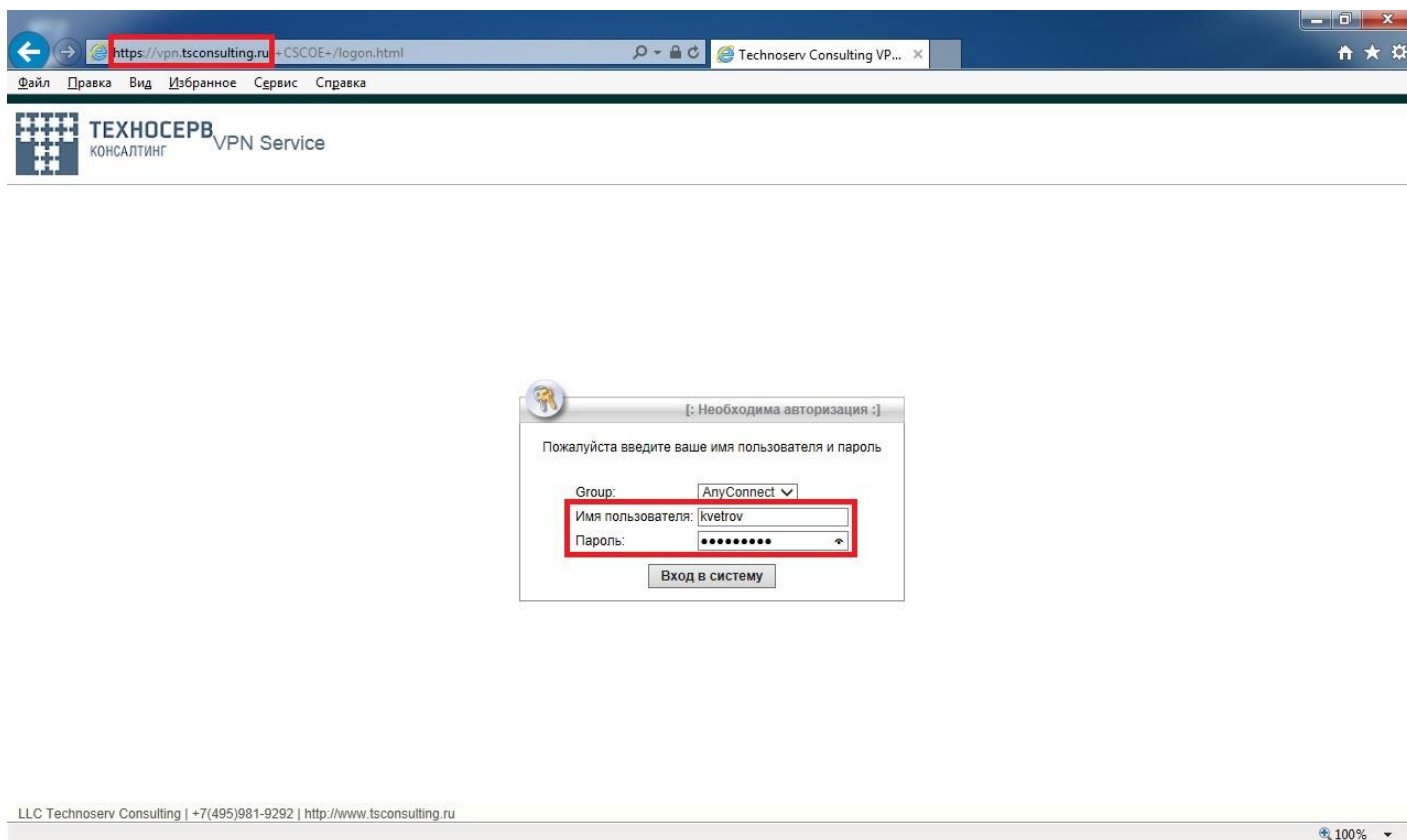 https://vpn.tsconsulting.ru/+CSCOE+/logon.html
Technoserv Consulting VP...
Файл Правка Вид Избранное Сервис Справка
ТЕХНОСЕРВ
КОНСАЛТИНГ
VPN Service
[: Необходима авторизация :]
Пожалуйста введите ваше имя пользователя и пароль
Group: AnyConnect
Имя пользователя: kvetrov
Пароль: •••••••••
Вход в систему
LLC Technoserv Consulting | +7(495)981-9292 | http://www.tsconsulting.ru
100%